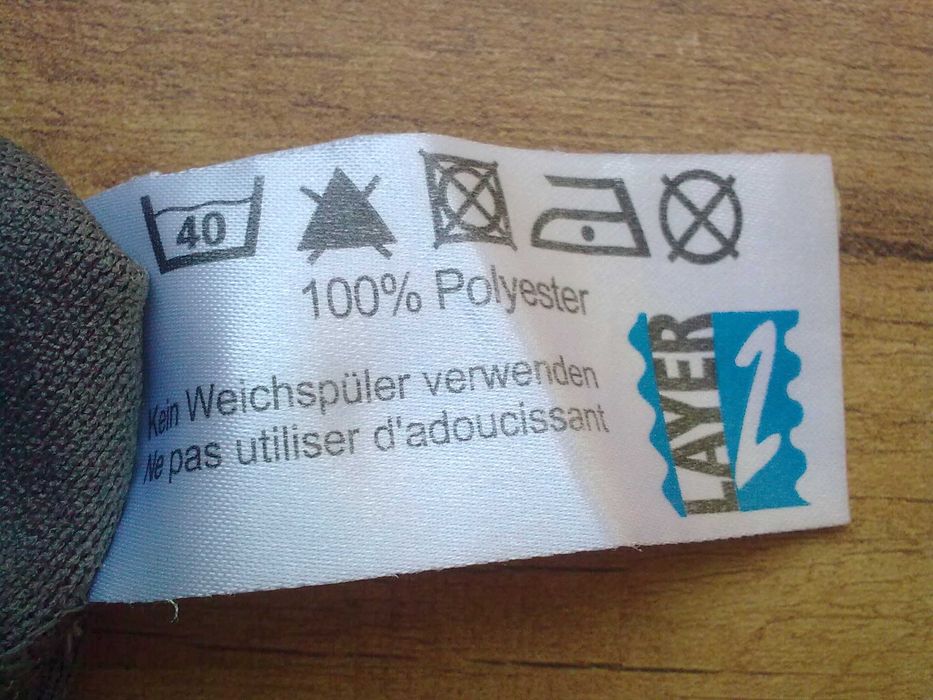 40
100% Polyester
Kein Weichspüler verwenden
Ne pas utiliser d'adoucissant
LAYER 2